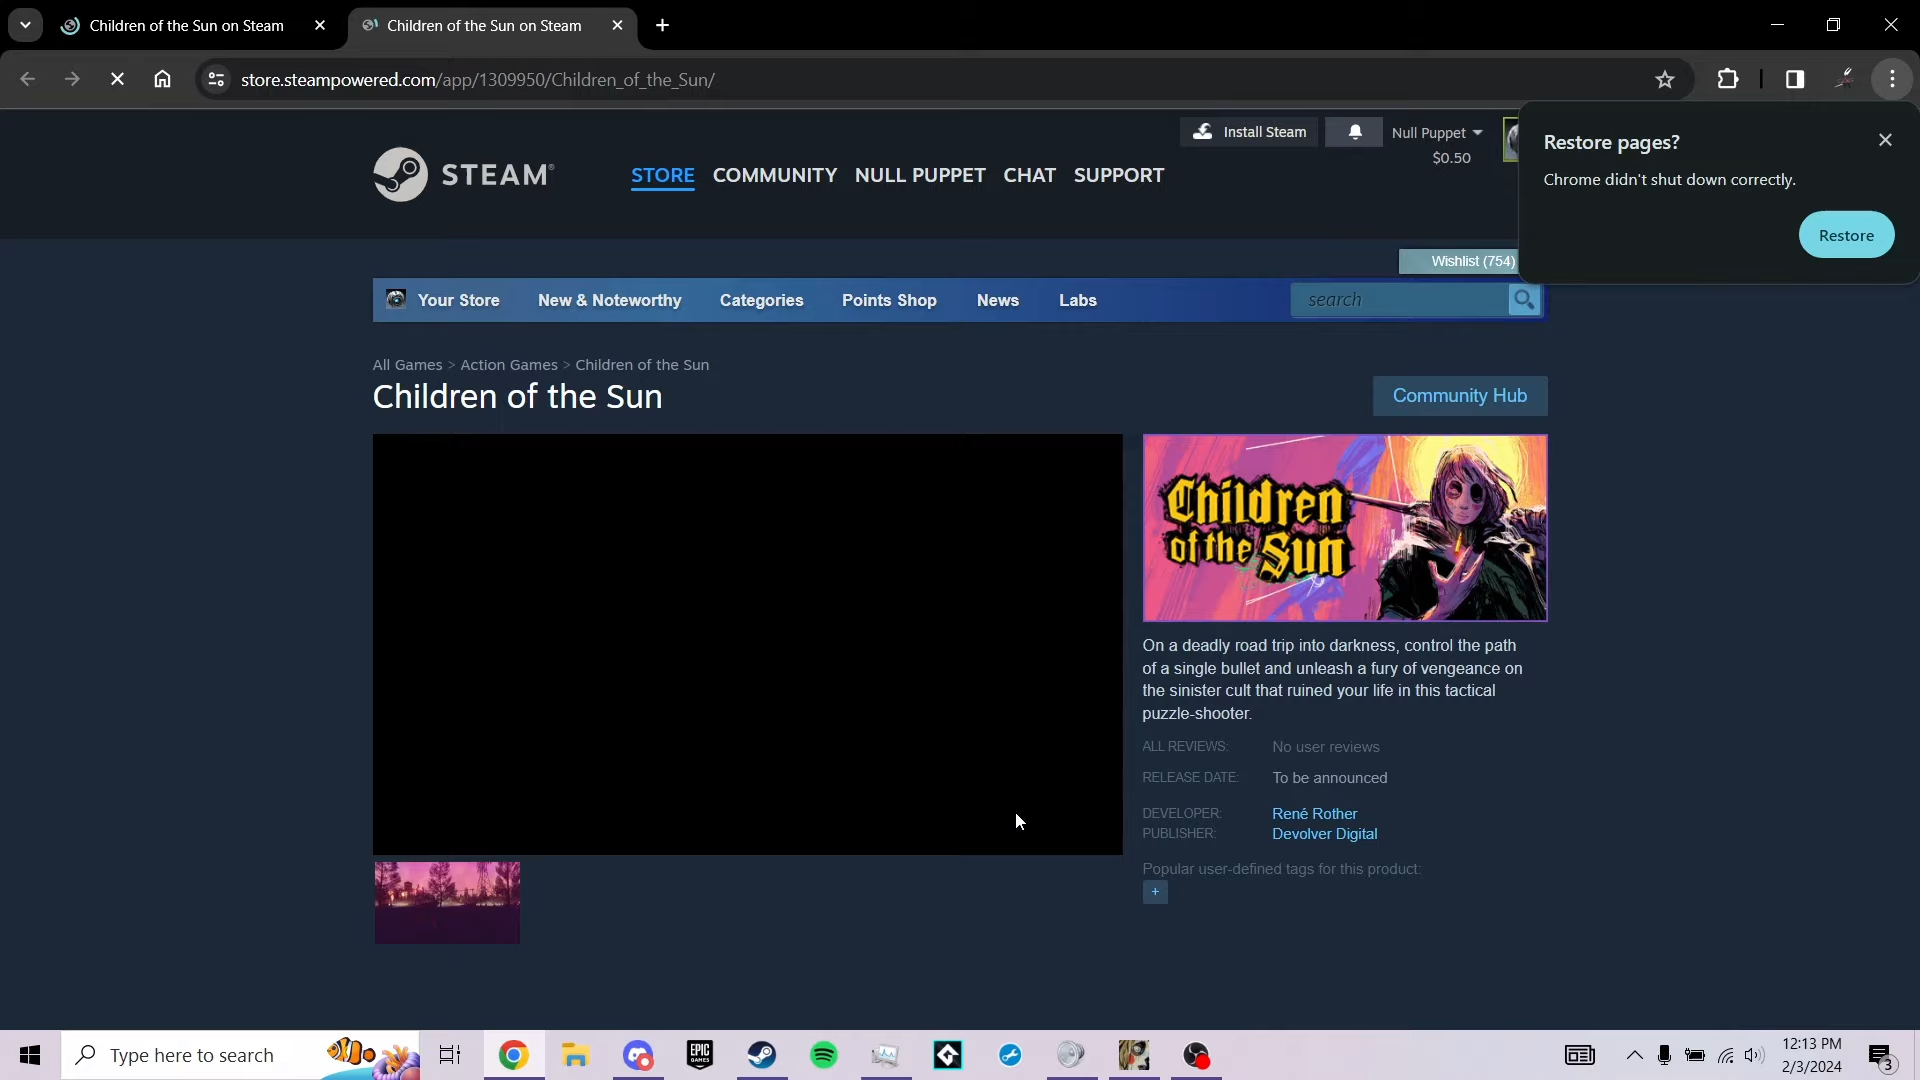 Children of the Sun on Steam
Children of the Sun on Steam
store.steampowered.com/app/1309950/Children_of_the_Sun/
Restore pages?
Chrome didn't shut down correctly.
Restore
Install Steam
Null Puppet
$0.50
STEAM®
STORE COMMUNITY NULL PUPPET CHAT SUPPORT
Wishlist (754)
Your Store New & Noteworthy Categories Points Shop News Labs search
All Games > Action Games > Children of the Sun
Children of the Sun
Community Hub
Children
of the Sun
On a deadly road trip into darkness, control the path
of a single bullet and unleash a fury of vengeance on
the sinister cult that ruined your life in this tactical
puzzle-shooter.
ALL REVIEWS: No user reviews
RELEASE DATE: To be announced
DEVELOPER: René Rother
PUBLISHER: Devolver Digital
Popular user-defined tags for this product:
+
Type here to search
EPIC
GAMES
12:13 PM
2/3/2024
3